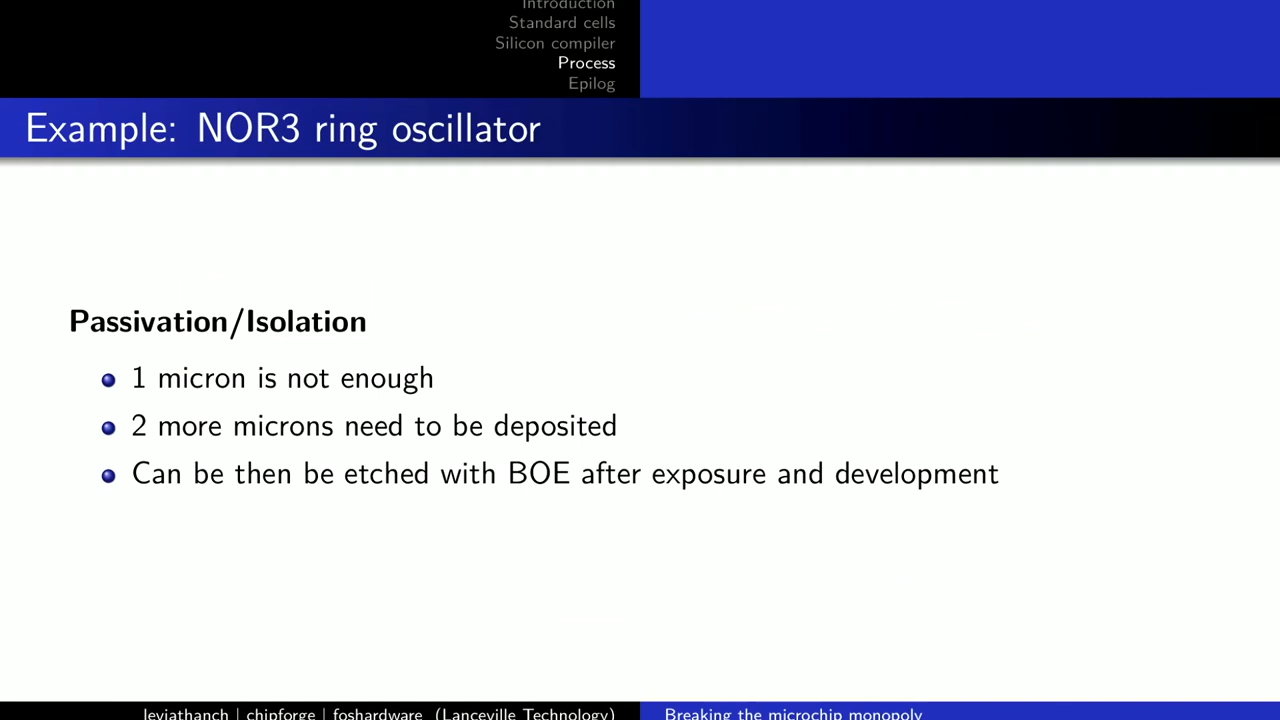 Introduction
Standard cells
Silicon compiler
Process
Epilog
Example: NOR3 ring oscillator
Passivation/Isolation
1 micron is not enough
2 more microns need to be deposited
Can be then be etched with BOE after exposure and development
leviathanch | chipforge | foshardware (Lanceville Technology)
Breaking the microchip monopoly